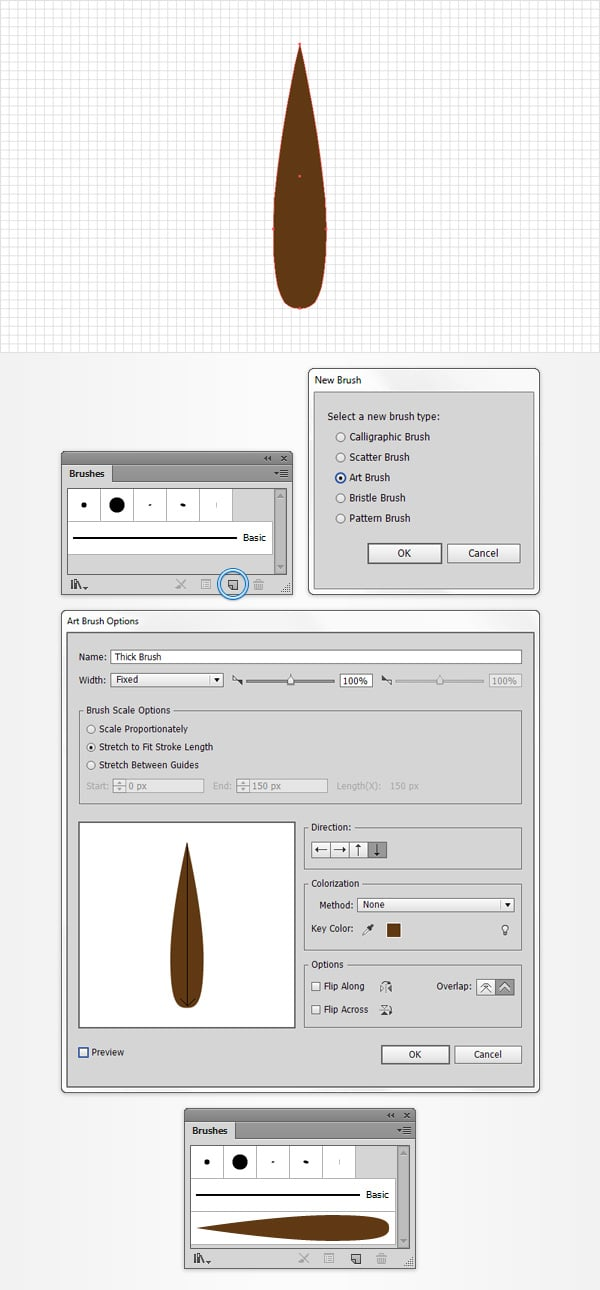 New Brush
Select a new brush type:
Calligraphic Brush
Scatter Brush
Art Brush
Bristle Brush
Pattern Brush
OK Cancel
Brushes
Basic
Art Brush Options
Name: Thick Brush
Width: Fixed 100% 100%
Brush Scale Options
Scale Proportionately
Stretch to Fit Stroke Length
Stretch Between Guides
Start: 0 px End: 150 px Length(X): 150 px
Direction:
Colorization
Method: None
Key Color:
Options
Flip Along Overlap:
Flip Across
Preview OK Cancel
Brushes
Basic